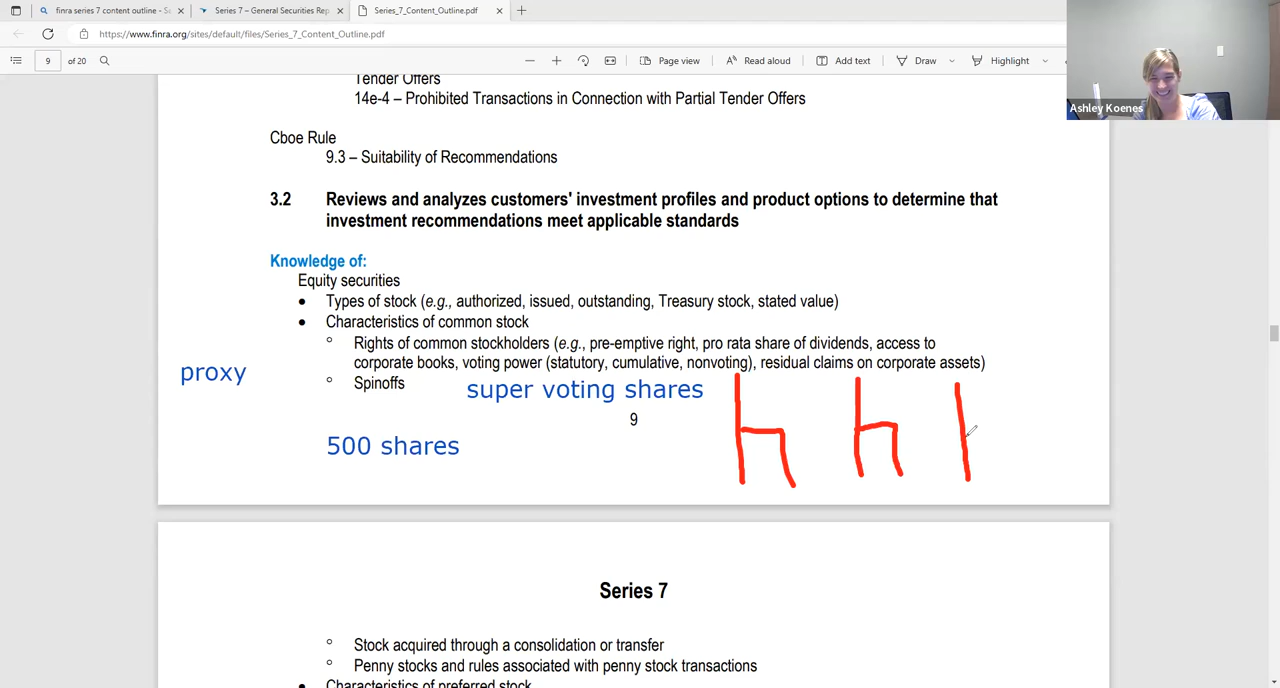 finra series 7 content outline - Se
Series 7 – General Securities Rep
Series_7_Content_Outline.pdf
https://www.finra.org/sites/default/files/Series_7_Content_Outline.pdf
9 of 20
Page view
Read aloud
Add text
Draw
Highlight
Ashley Koenes
Tender Offers
14e-4 – Prohibited Transactions in Connection with Partial Tender Offers
Cboe Rule
9.3 – Suitability of Recommendations
3.2 Reviews and analyzes customers' investment profiles and product options to determine that
investment recommendations meet applicable standards
Knowledge of:
Equity securities
• Types of stock (e.g., authorized, issued, outstanding, Treasury stock, stated value)
• Characteristics of common stock
° Rights of common stockholders (e.g., pre-emptive right, pro rata share of dividends, access to
corporate books, voting power (statutory, cumulative, nonvoting), residual claims on corporate assets)
proxy
° Spinoffs
super voting shares
9
500 shares
h h
Series 7
° Stock acquired through a consolidation or transfer
° Penny stocks and rules associated with penny stock transactions
• Characteristics of preferred stock